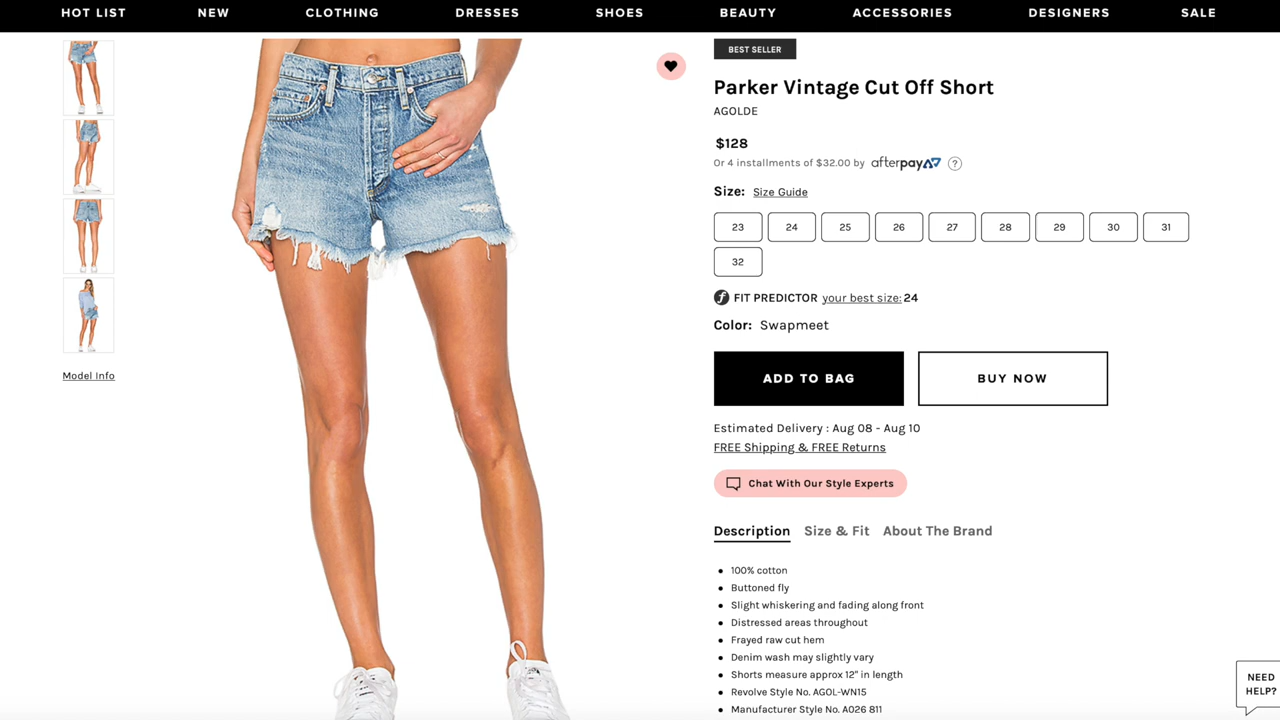 HOT LIST NEW CLOTHING DRESSES SHOES BEAUTY ACCESSORIES DESIGNERS SALE
BEST SELLER
Parker Vintage Cut Off Short
AGOLDE
$128
Or 4 installments of $32.00 by afterpay ?
Size: Size Guide
23 24 25 26 27 28 29 30 31
32
FIT PREDICTOR your best size: 24
Color: Swapmeet
ADD TO BAG BUY NOW
Estimated Delivery : Aug 08 - Aug 10
FREE Shipping & FREE Returns
Chat With Our Style Experts
Description Size & Fit About The Brand
100% cotton
Buttoned fly
Slight whiskering and fading along front
Distressed areas throughout
Frayed raw cut hem
Denim wash may slightly vary
Shorts measure approx 12" in length
Revolve Style No. AGOL-WN15
Manufacturer Style No. A026 811
Model Info
NEED
HELP?